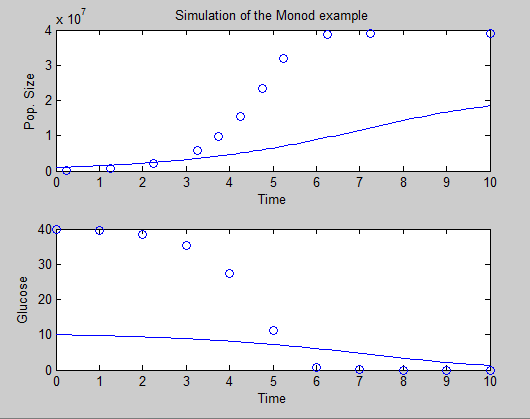 Simulation of the Monod example
x 10^7
4
3
2
1
0
Pop. Size
0 1 2 3 4 5 6 7 8 9 10
Time
40
30
20
10
0
Glucose
0 1 2 3 4 5 6 7 8 9 10
Time